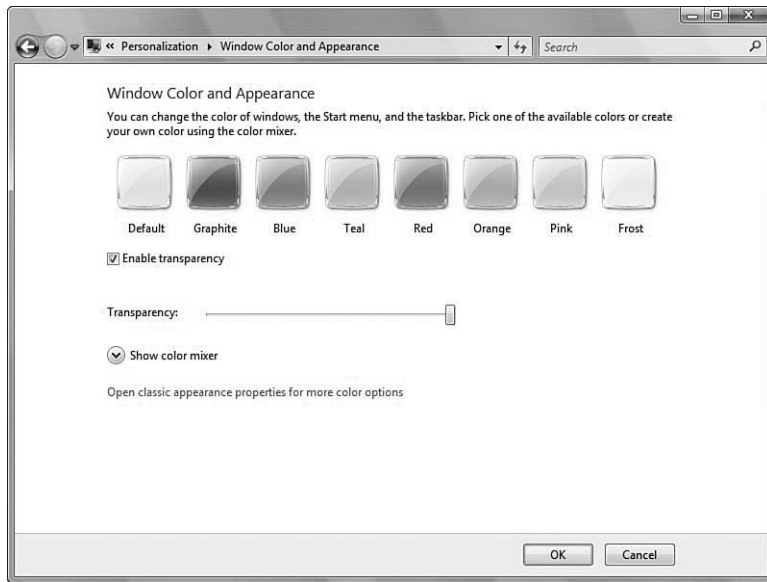 « Personalization ▸ Window Color and Appearance
Search
Window Color and Appearance
You can change the color of windows, the Start menu, and the taskbar. Pick one of the available colors or create
your own color using the color mixer.
Default Graphite Blue Teal Red Orange Pink Frost
Enable transparency
Transparency:
Show color mixer
Open classic appearance properties for more color options
OK Cancel